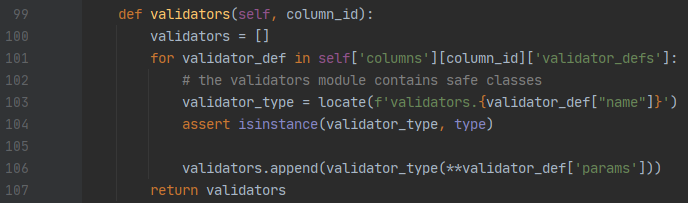 99 def validators(self, column_id):
100 validators = []
101 for validator_def in self['columns'][column_id]['validator_defs']:
102 # the validators module contains safe classes
103 validator_type = locate(f'validators.{validator_def["name"]}')
104 assert isinstance(validator_type, type)
105
106 validators.append(validator_type(**validator_def['params']))
107 return validators